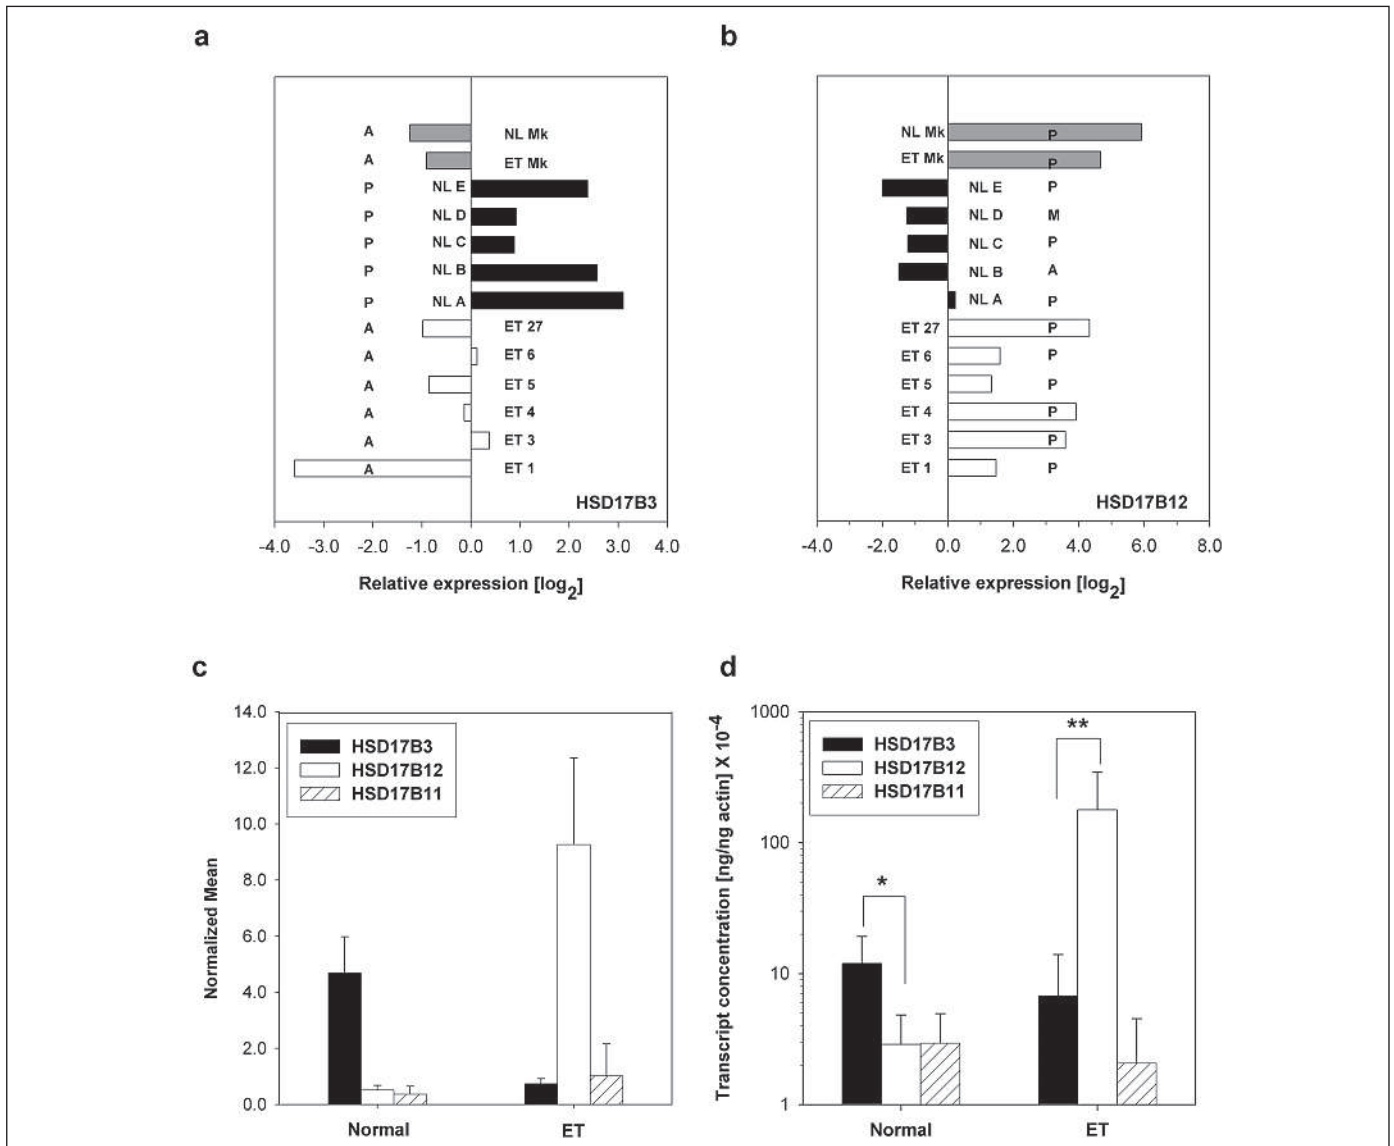 a
A NL Mk
A ET Mk
P NL E
P NL D
P NL C
P NL B
P NL A
A ET 27
A ET 6
A ET 5
A ET 4
A ET 3
A ET 1
HSD17B3
-4.0 -3.0 -2.0 -1.0 0.0 1.0 2.0 3.0 4.0
Relative expression [log2]
b
NL Mk P
ET Mk P
NL E P
NL D M
NL C P
NL B A
NL A P
ET 27 P
ET 6 P
ET 5 P
ET 4 P
ET 3 P
ET 1 P
HSD17B12
-4.0 -2.0 0.0 2.0 4.0 6.0 8.0
Relative expression [log2]
c
14.0
12.0
10.0
8.0
6.0
4.0
2.0
0.0
Normalized Mean
HSD17B3
HSD17B12
HSD17B11
Normal ET
d
1000
100
10
1
Transcript concentration [ng/ng actin] X 10-4
HSD17B3
HSD17B12
HSD17B11
*
**
Normal ET